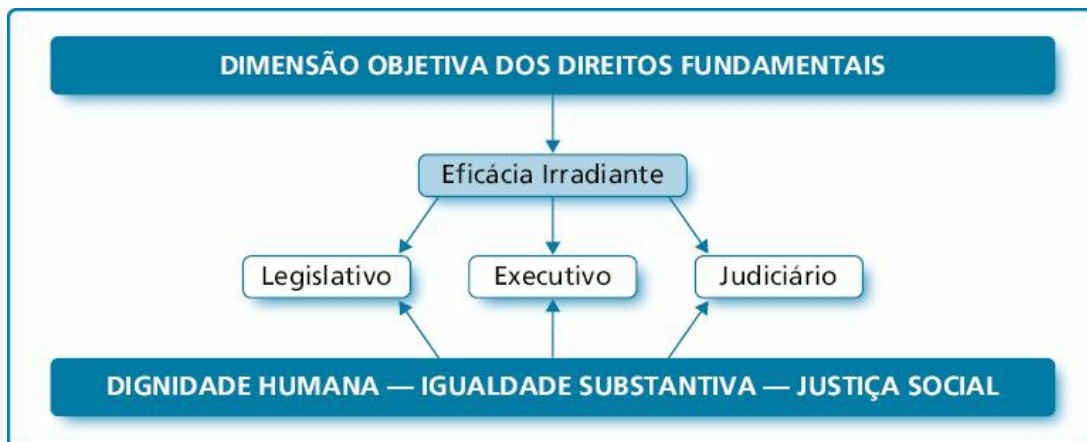 DIMENSÃO OBJETIVA DOS DIREITOS FUNDAMENTAIS
Eficácia Irradiante
Legislativo
Executivo
Judiciário
DIGNIDADE HUMANA — IGUALDADE SUBSTANTIVA — JUSTIÇA SOCIAL